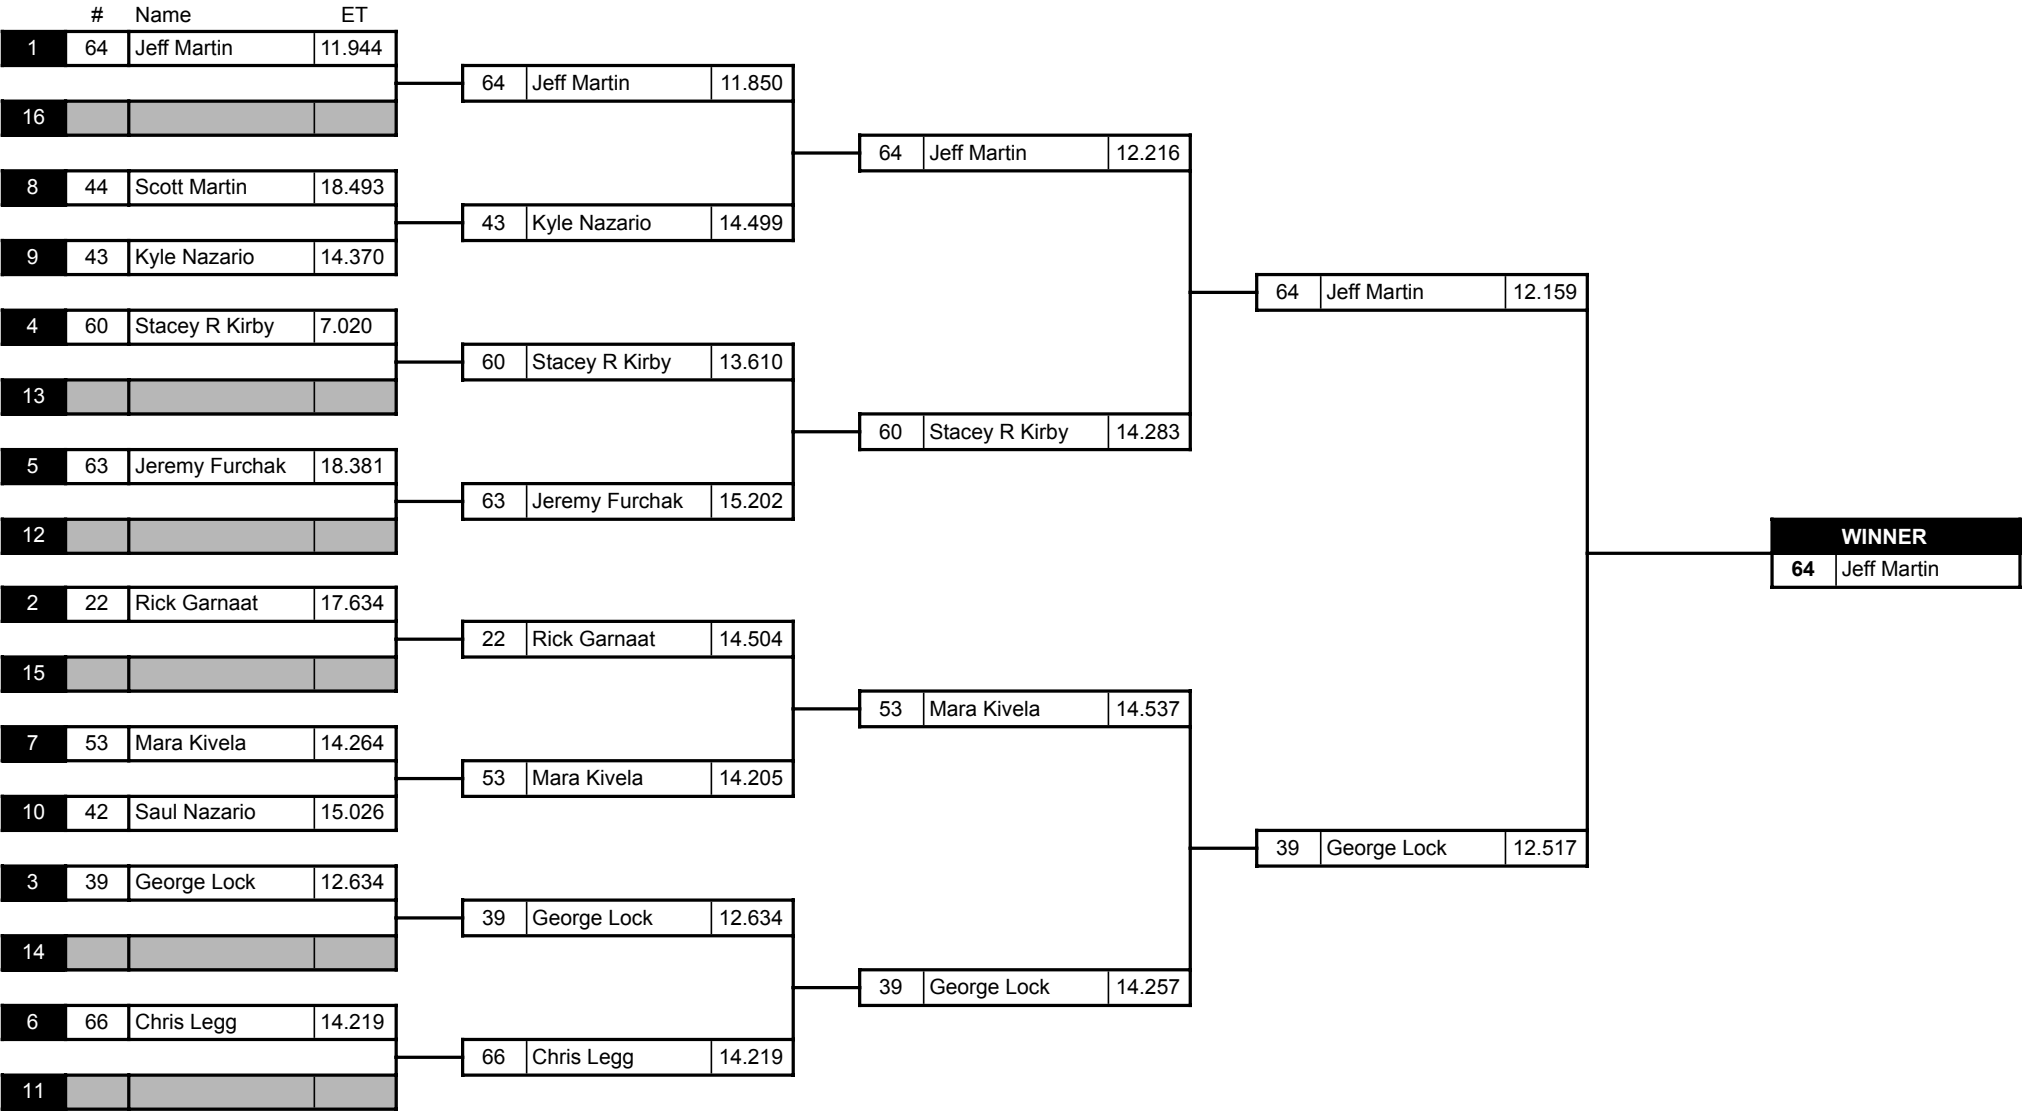 # Name ET
1 64 Jeff Martin 11.944
16
8 44 Scott Martin 18.493
9 43 Kyle Nazario 14.370
4 60 Stacey R Kirby 7.020
13
5 63 Jeremy Furchak 18.381
12
2 22 Rick Garnaat 17.634
15
7 53 Mara Kivela 14.264
10 42 Saul Nazario 15.026
3 39 George Lock 12.634
14
6 66 Chris Legg 14.219
11
64 Jeff Martin 11.850
43 Kyle Nazario 14.499
60 Stacey R Kirby 13.610
63 Jeremy Furchak 15.202
22 Rick Garnaat 14.504
53 Mara Kivela 14.205
39 George Lock 12.634
66 Chris Legg 14.219
64 Jeff Martin 12.216
60 Stacey R Kirby 14.283
53 Mara Kivela 14.537
39 George Lock 14.257
64 Jeff Martin 12.159
39 George Lock 12.517
WINNER
64 Jeff Martin